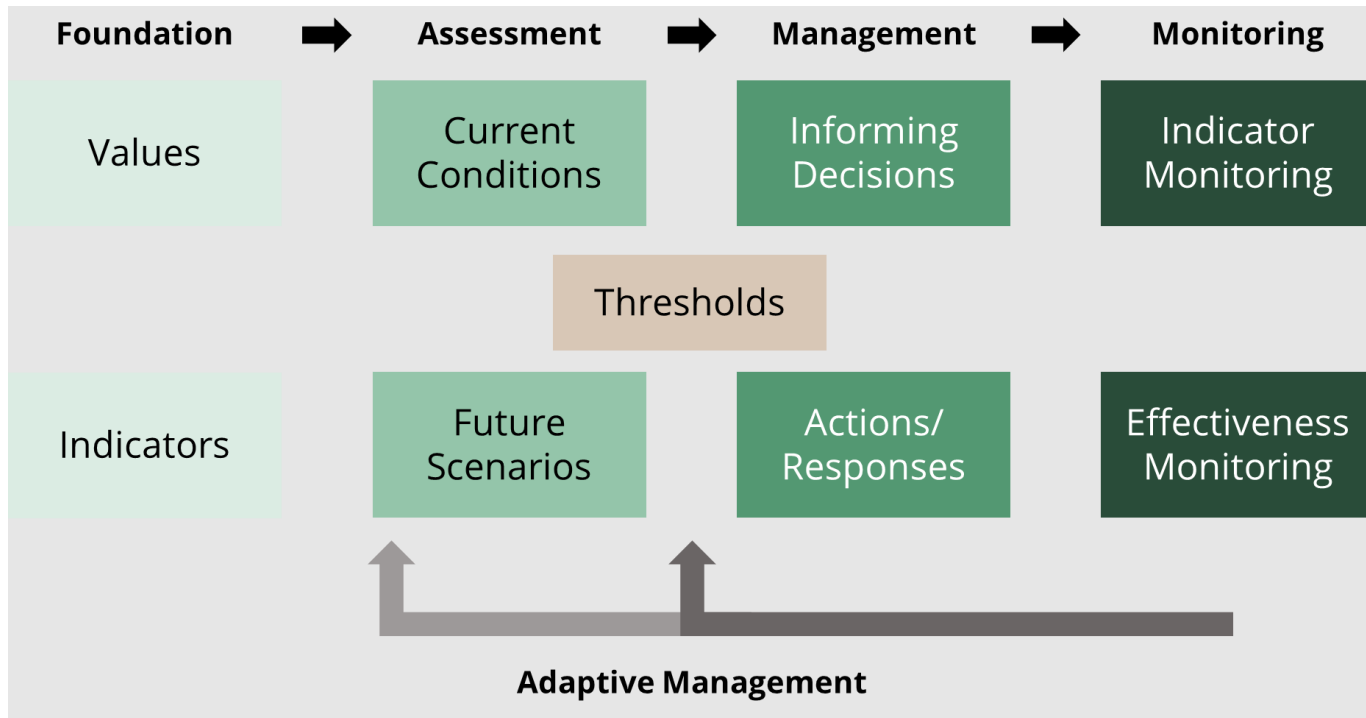 Foundation
Assessment
Management
Monitoring
Values
Current
Conditions
Informing
Decisions
Indicator
Monitoring
Thresholds
Indicators
Future
Scenarios
Actions/
Responses
Effectiveness
Monitoring
Adaptive Management